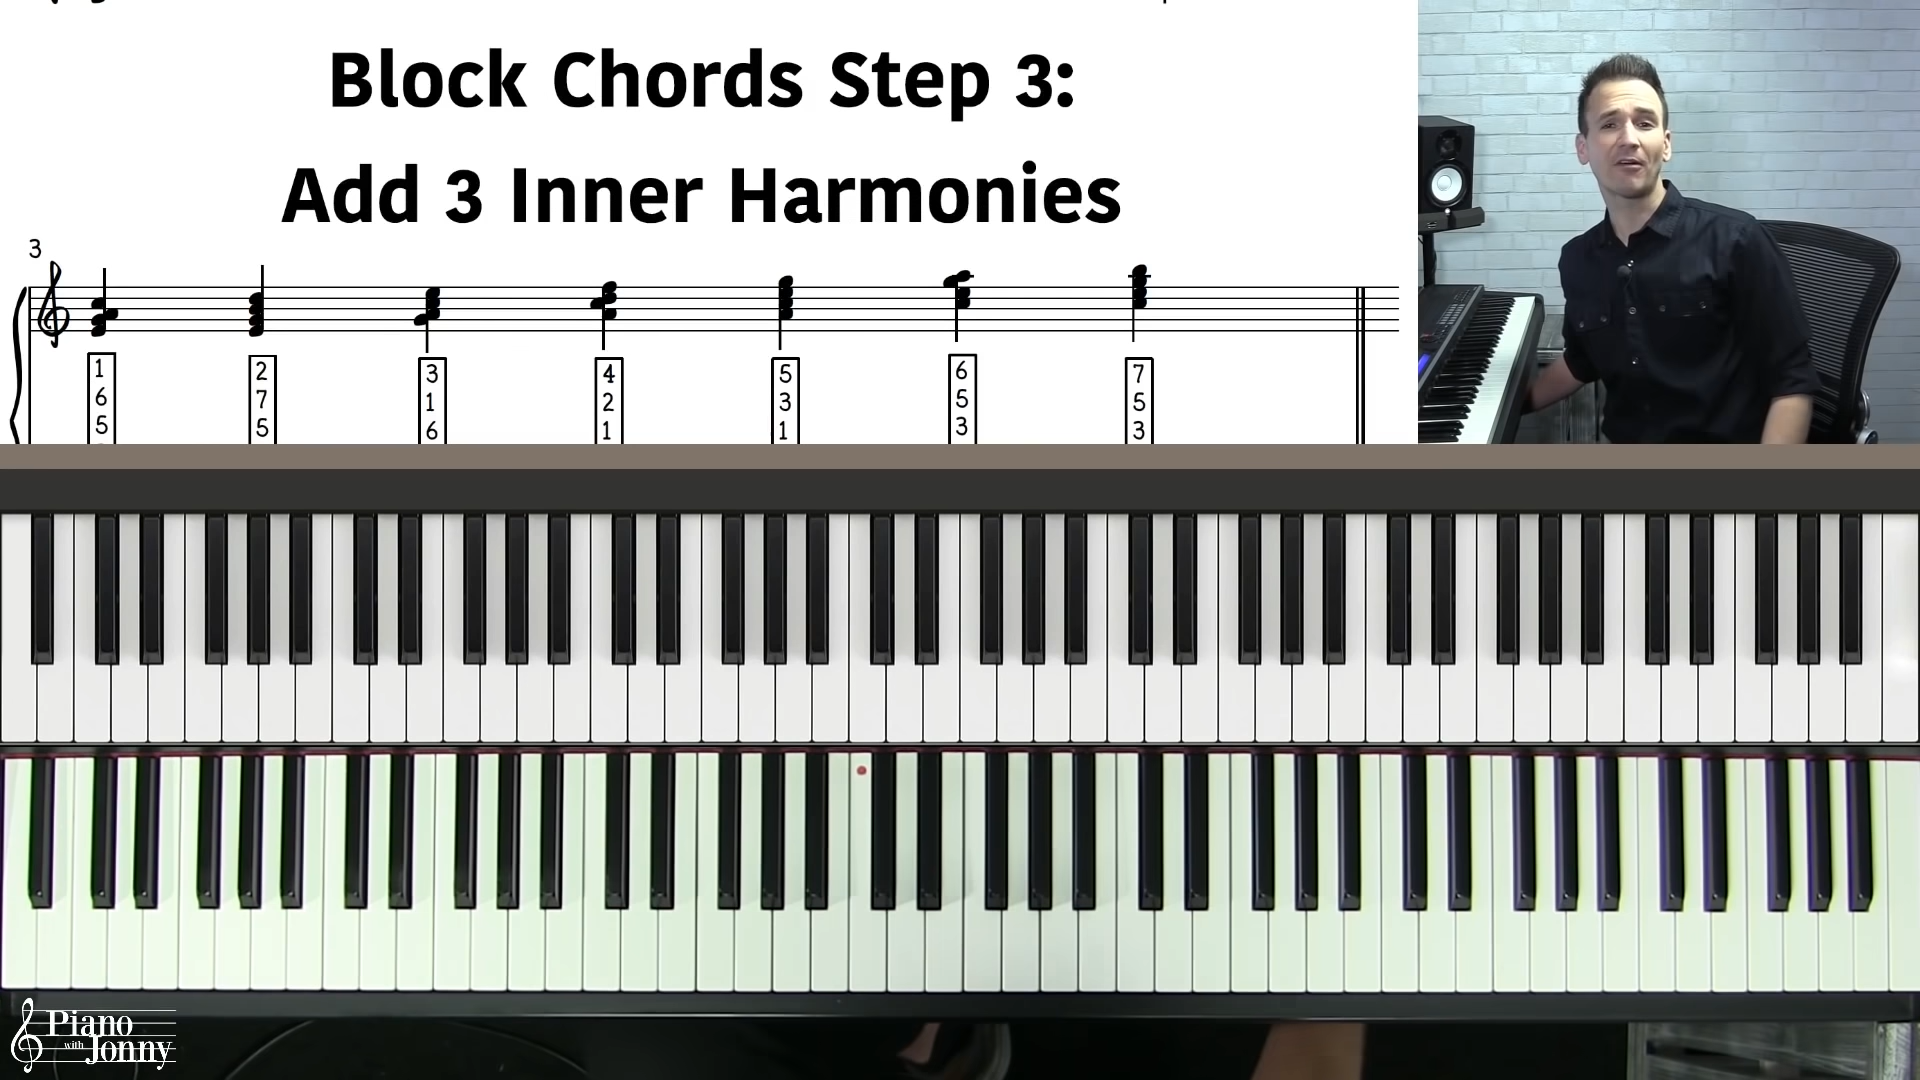 Block Chords Step 3:
Add 3 Inner Harmonies
3
1 2 3 4 5 6 7
6 7 1 2 3 5 5
5 5 6 1 1 3 3
Piano
with
Jonny